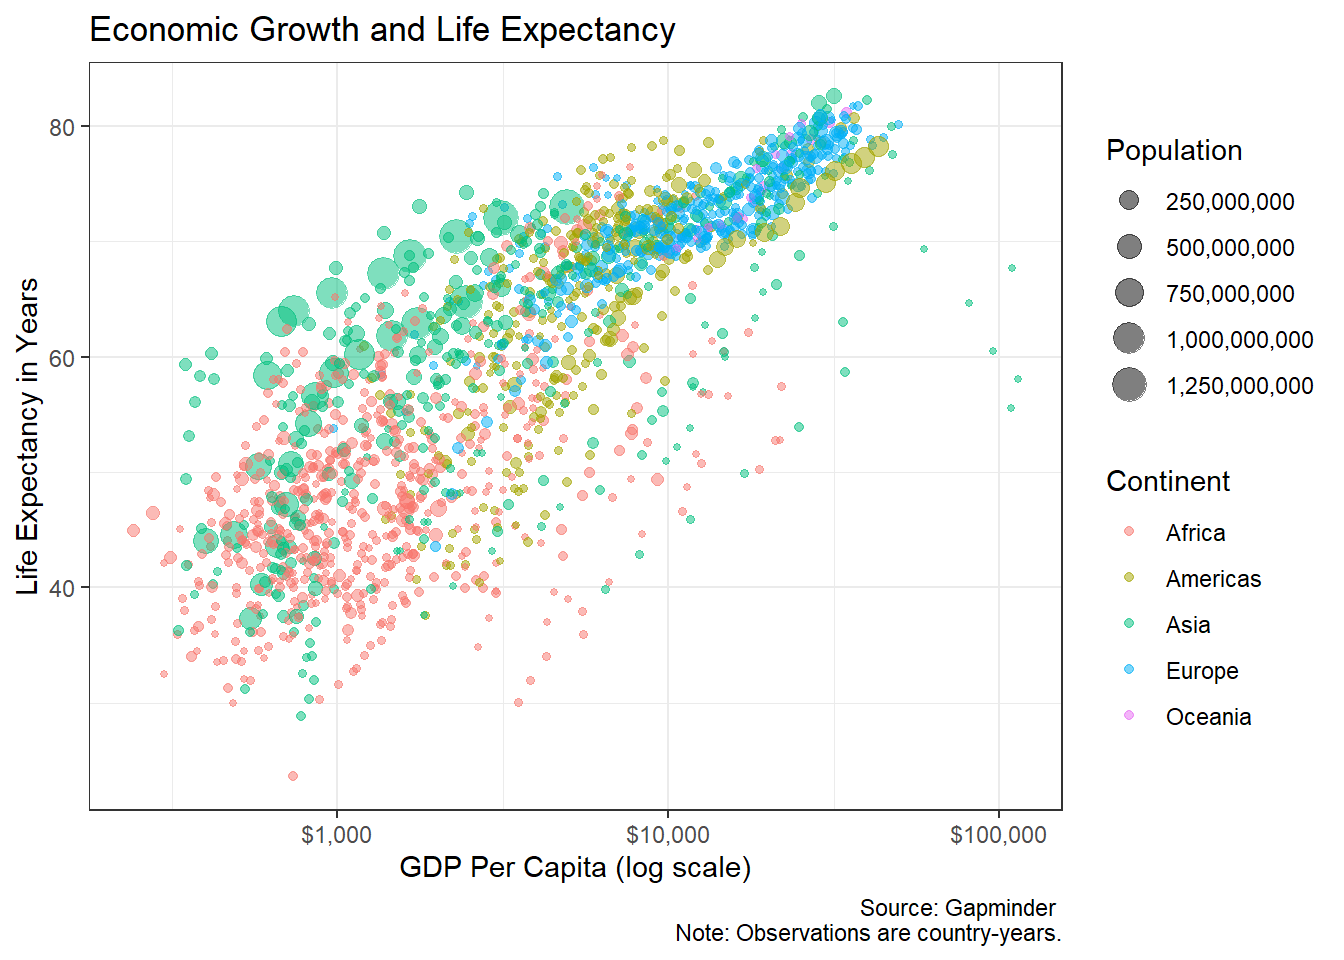 Economic Growth and Life Expectancy
Life Expectancy in Years
80
60
40
$1,000
$10,000
$100,000
GDP Per Capita (log scale)
Source: Gapminder
Note: Observations are country-years.
Population
250,000,000
500,000,000
750,000,000
1,000,000,000
1,250,000,000
Continent
Africa
Americas
Asia
Europe
Oceania